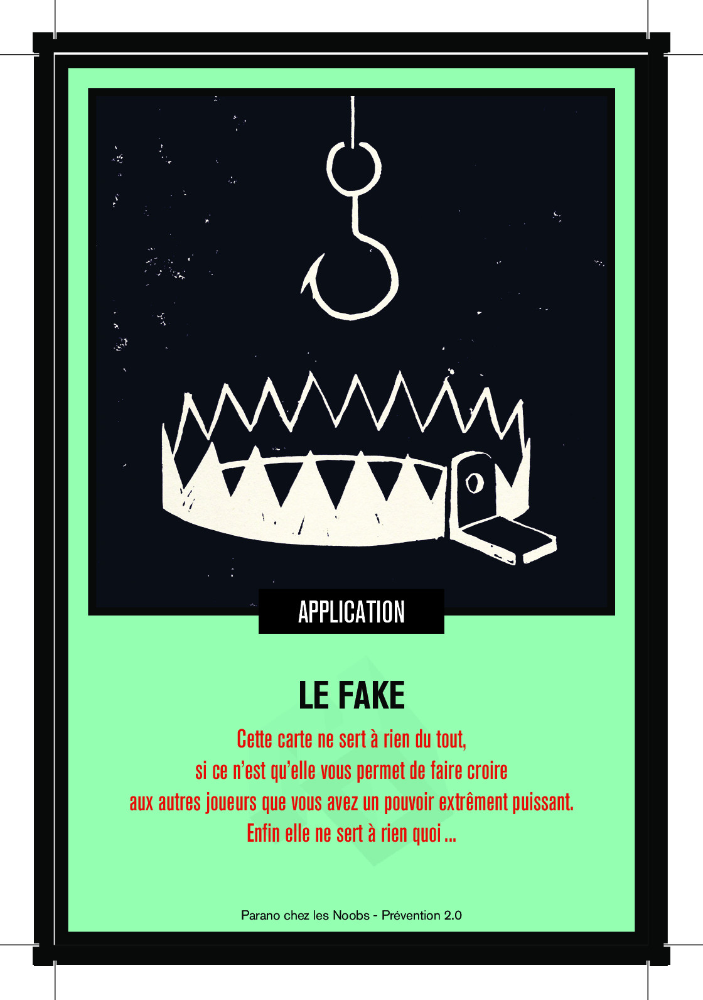 APPLICATION
LE FAKE
Cette carte ne sert à rien du tout,
si ce n’est qu’elle vous permet de faire croire
aux autres joueurs que vous avez un pouvoir extrêment puissant.
Enfin elle ne sert à rien quoi ...
Parano chez les Noobs - Prévention 2.0